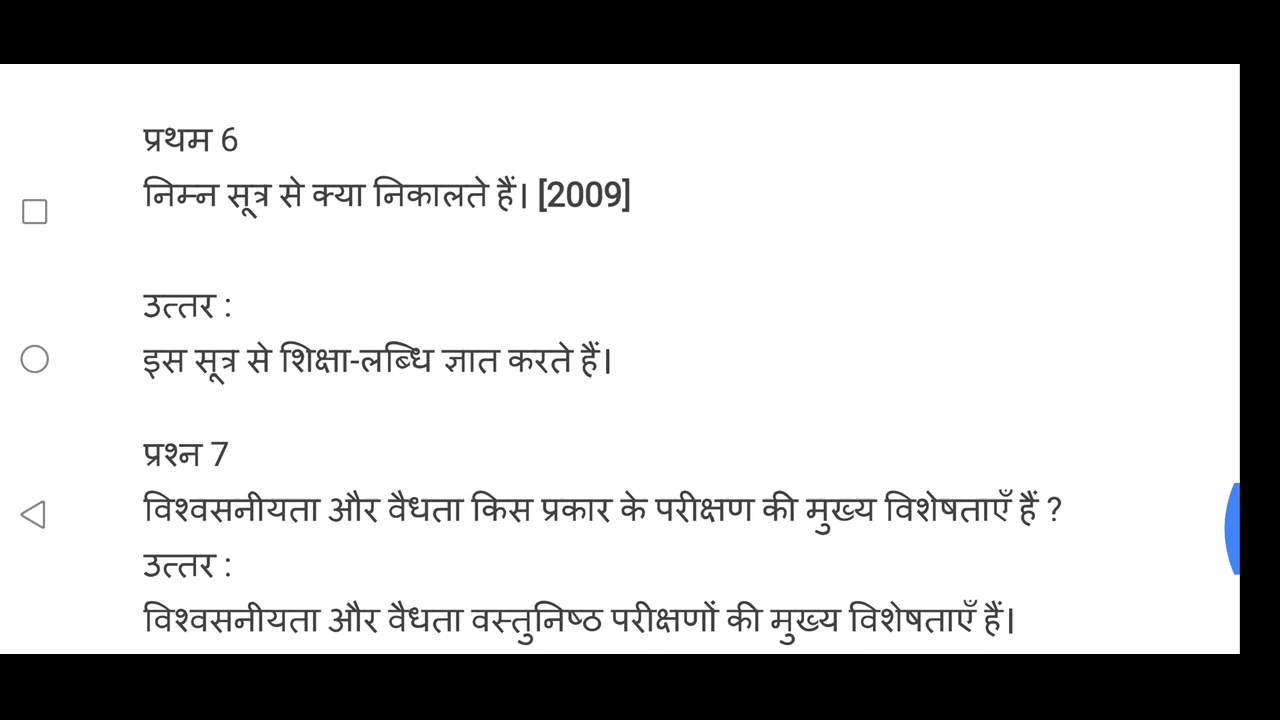 प्रथम 6
निम्न सूत्र से क्या निकालते हैं। [2009]
उत्तर :
इस सूत्र से शिक्षा-लब्धि ज्ञात करते हैं।
प्रश्न 7
विश्वसनीयता और वैधता किस प्रकार के परीक्षण की मुख्य विशेषताएँ हैं ?
उत्तर :
विश्वसनीयता और वैधता वस्तुनिष्ठ परीक्षणों की मुख्य विशेषताएँ हैं।